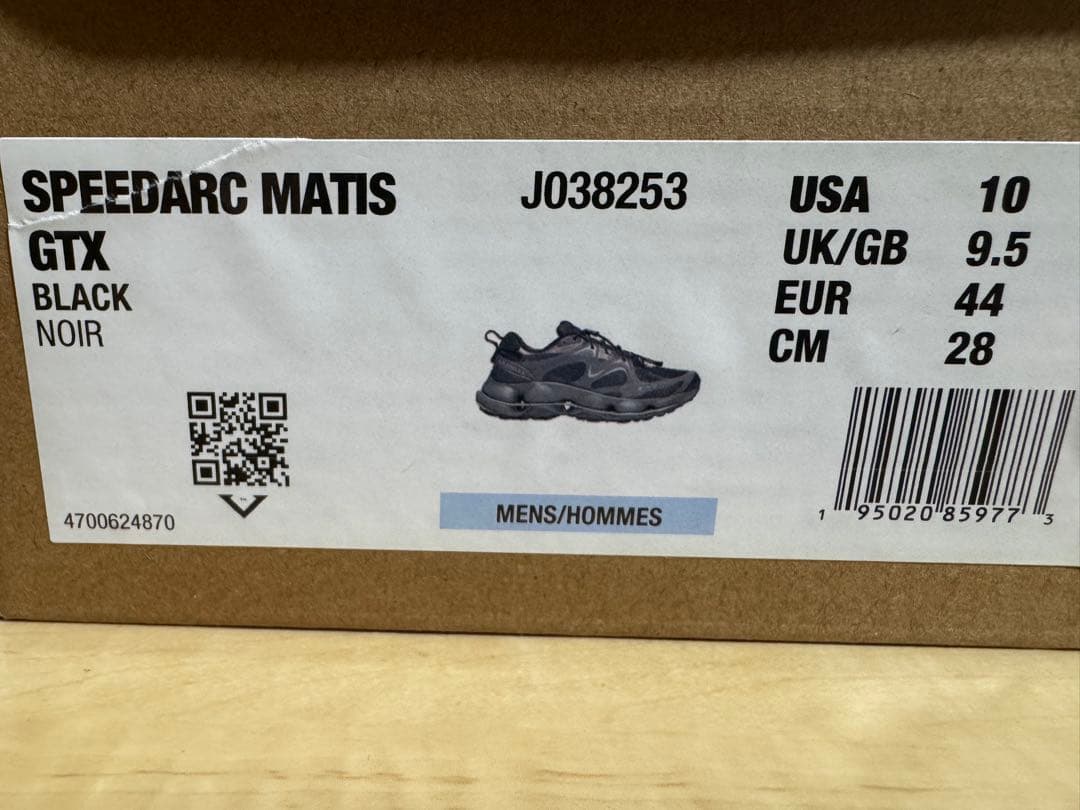 SPEEDARC MATIS
GTX
BLACK
NOIR
4700624870
J038253
MENS/HOMMES
USA 10
UK/GB 9.5
EUR 44
CM 28
1 95020 85977 3